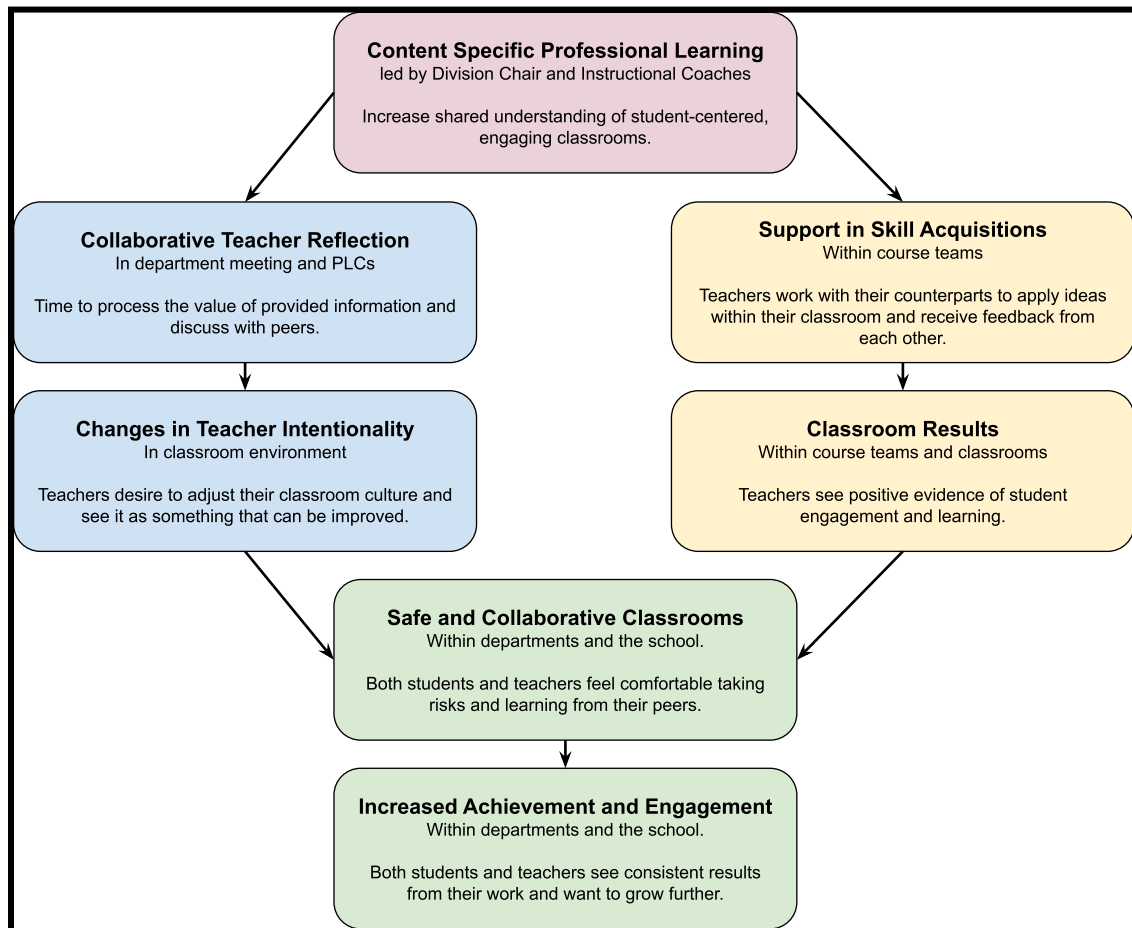 Content Specific Professional Learning
led by Division Chair and Instructional Coaches
Increase shared understanding of student-centered,
engaging classrooms.
Collaborative Teacher Reflection
In department meeting and PLCs
Time to process the value of provided information and
discuss with peers.
Support in Skill Acquisitions
Within course teams
Teachers work with their counterparts to apply ideas
within their classroom and receive feedback from
each other.
Changes in Teacher Intentionality
In classroom environment
Teachers desire to adjust their classroom culture and
see it as something that can be improved.
Classroom Results
Within course teams and classrooms
Teachers see positive evidence of student
engagement and learning.
Safe and Collaborative Classrooms
Within departments and the school.
Both students and teachers feel comfortable taking
risks and learning from their peers.
Increased Achievement and Engagement
Within departments and the school.
Both students and teachers see consistent results
from their work and want to grow further.